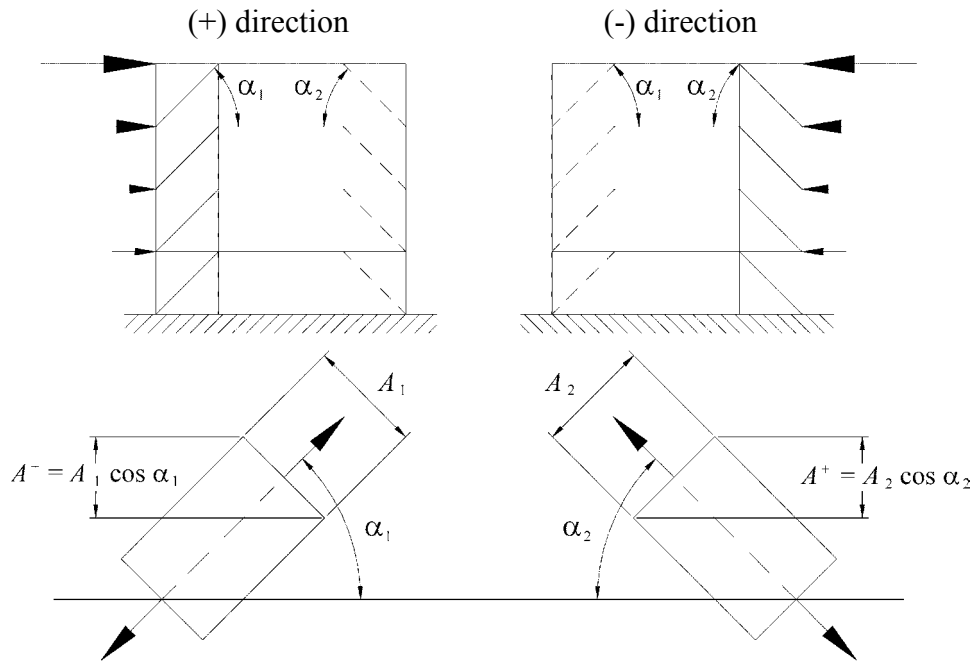 (+) direction
(-) direction
α1
α2
α1
α2
A1
A2
A⁻ = A1 cos α1
A⁺ = A2 cos α2
α1
α2